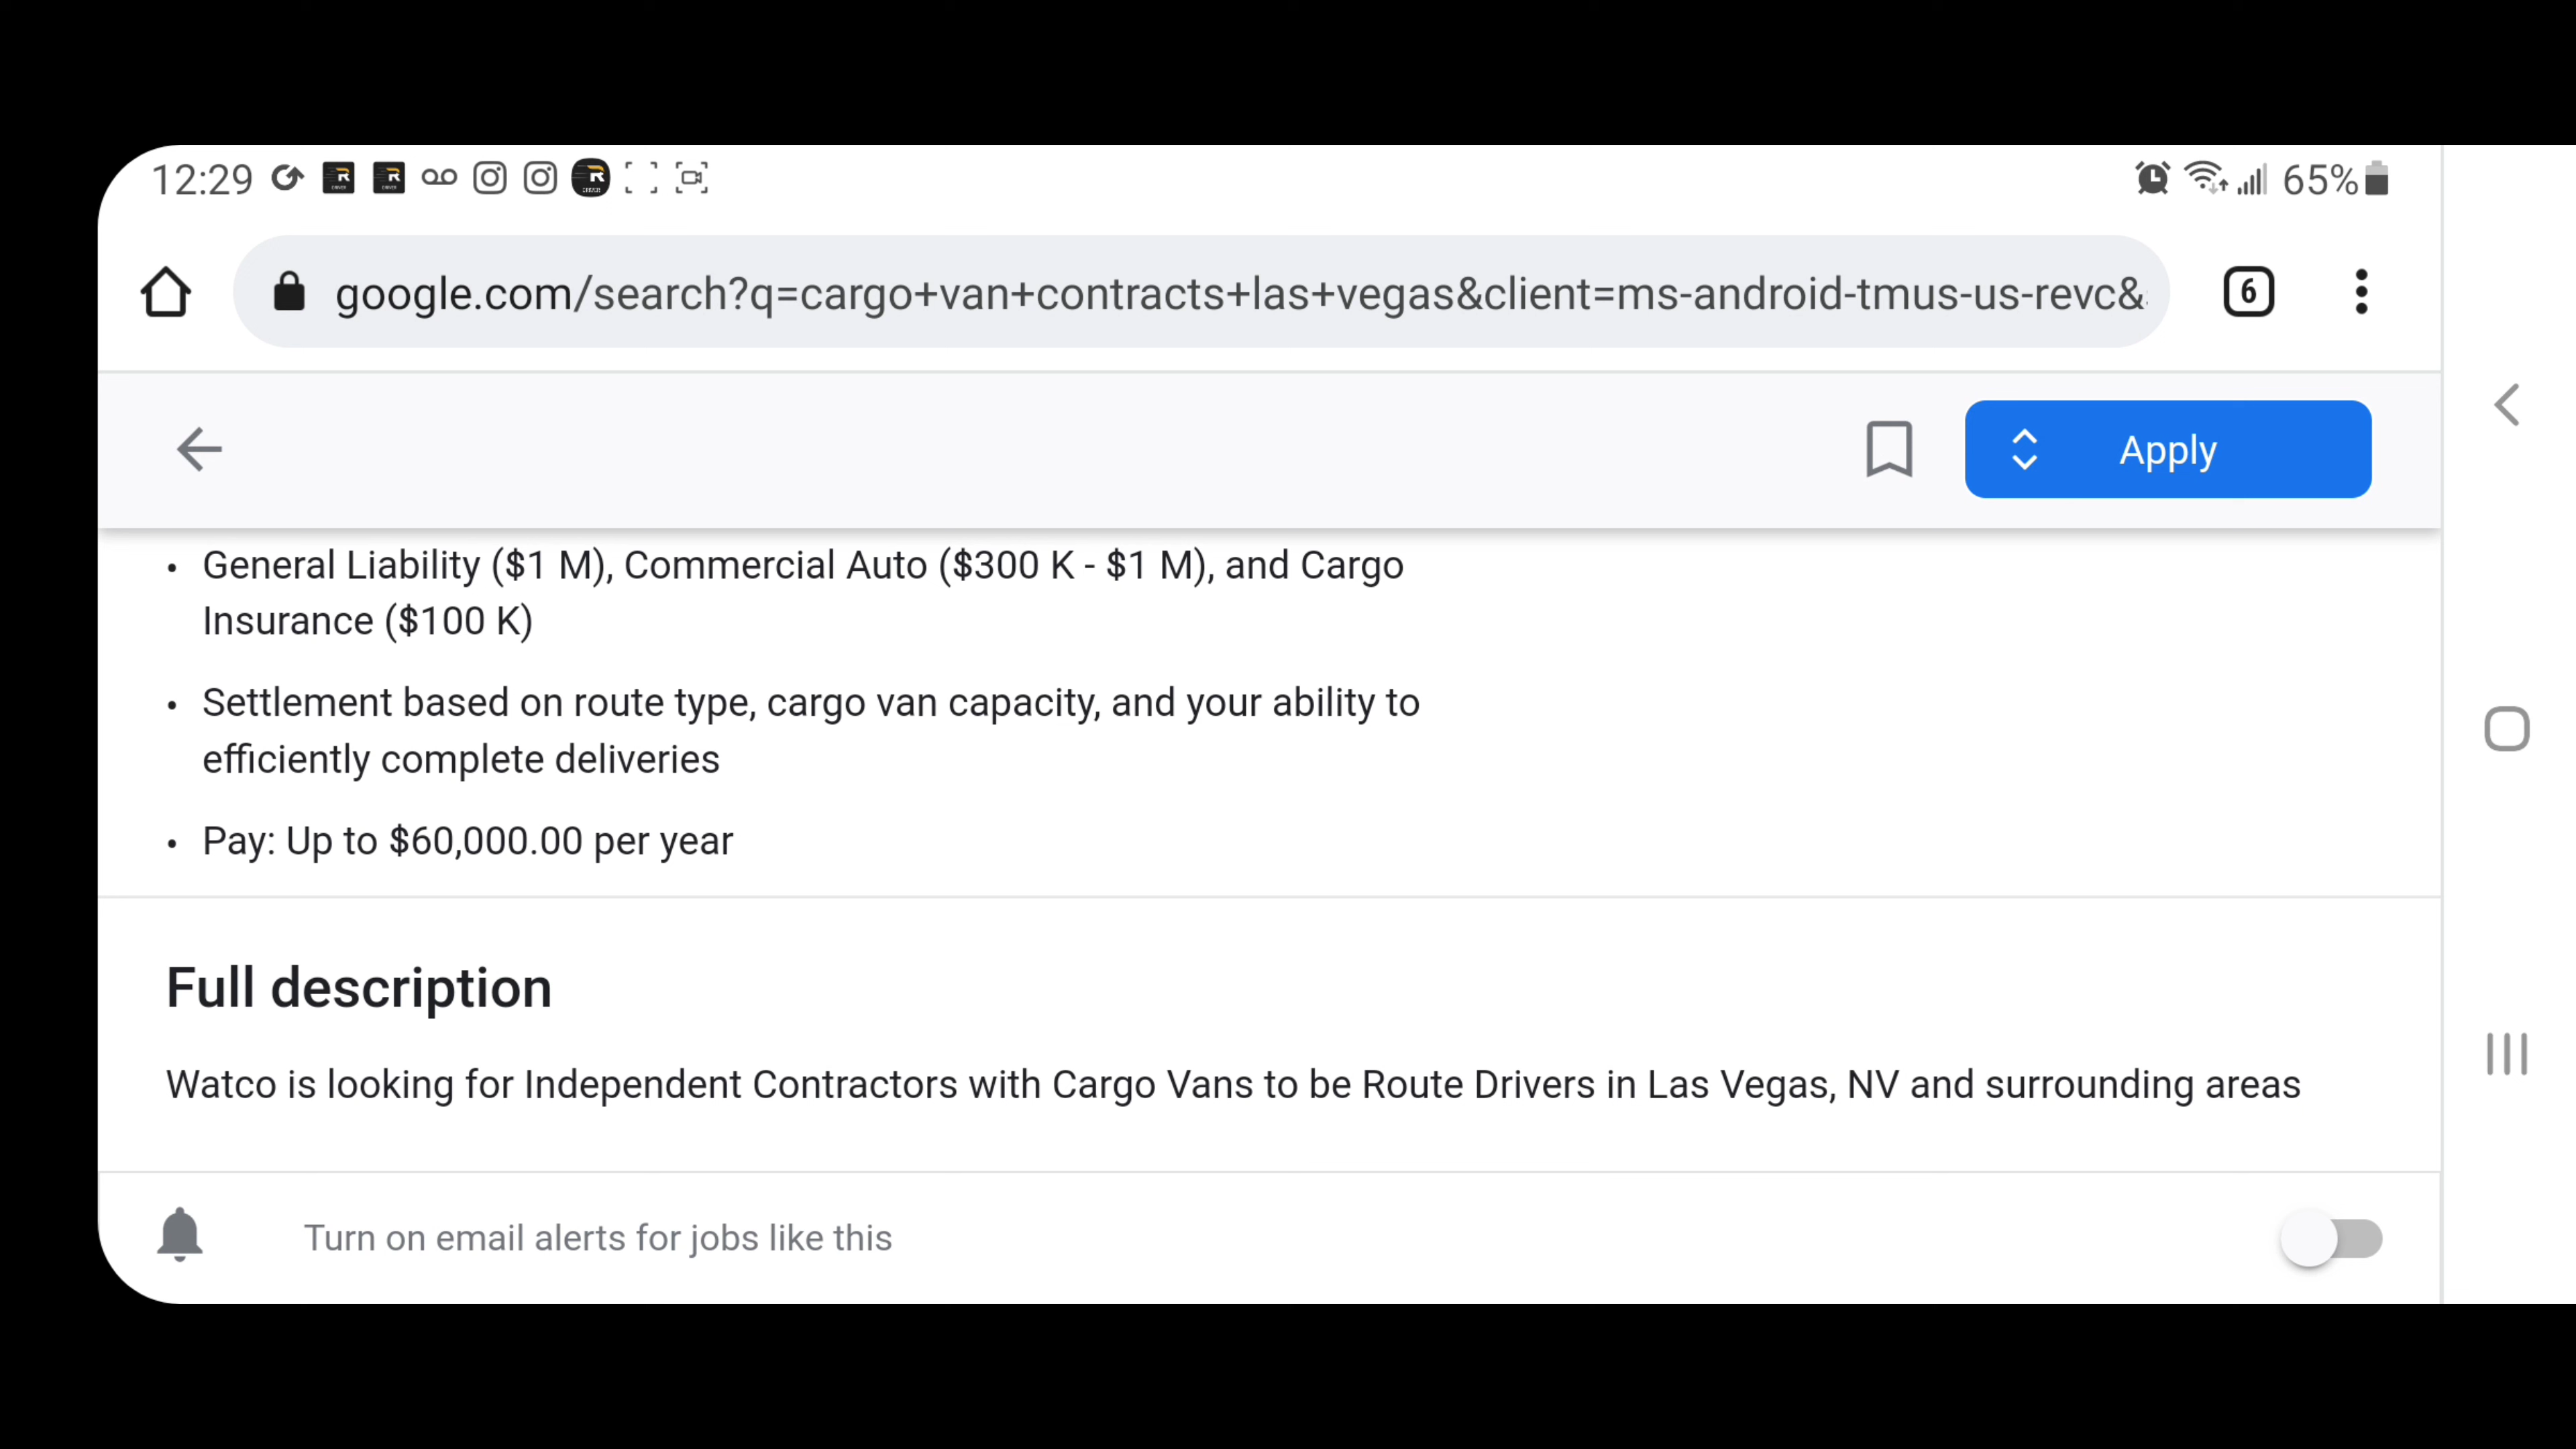 12:29
65%
google.com/search?q=cargo+van+contracts+las+vegas&client=ms-android-tmus-us-revc&
6
Apply
• General Liability ($1 M), Commercial Auto ($300 K - $1 M), and Cargo
Insurance ($100 K)
• Settlement based on route type, cargo van capacity, and your ability to
efficiently complete deliveries
• Pay: Up to $60,000.00 per year
Full description
Watco is looking for Independent Contractors with Cargo Vans to be Route Drivers in Las Vegas, NV and surrounding areas
Turn on email alerts for jobs like this